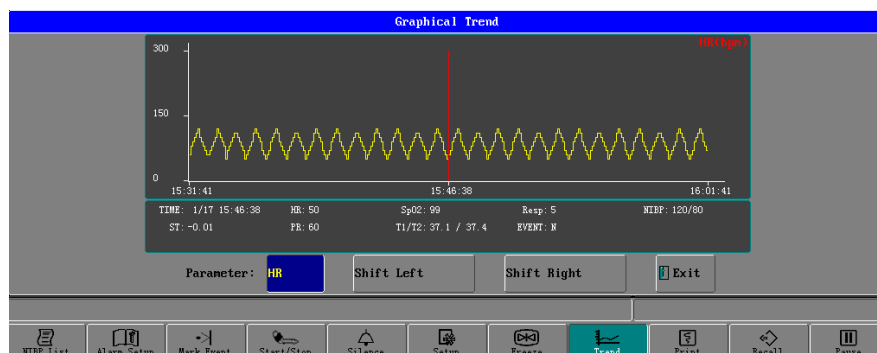 Graphical Trend
HR(bpm)
300
150
0
15:31:41 15:46:38 16:01:41
TIME: 1/17 15:46:38 HR: 50 SpO2: 99 Resp: 5 NIBP: 120/80
ST: -0.01 PR: 60 T1/T2: 37.1 / 37.4 EVENT: N
Parameter: HR Shift Left Shift Right Exit
NIBP List Alarm Setup Mark Event Start/Stop Silence Setup Freeze Trend Print Recall Pause